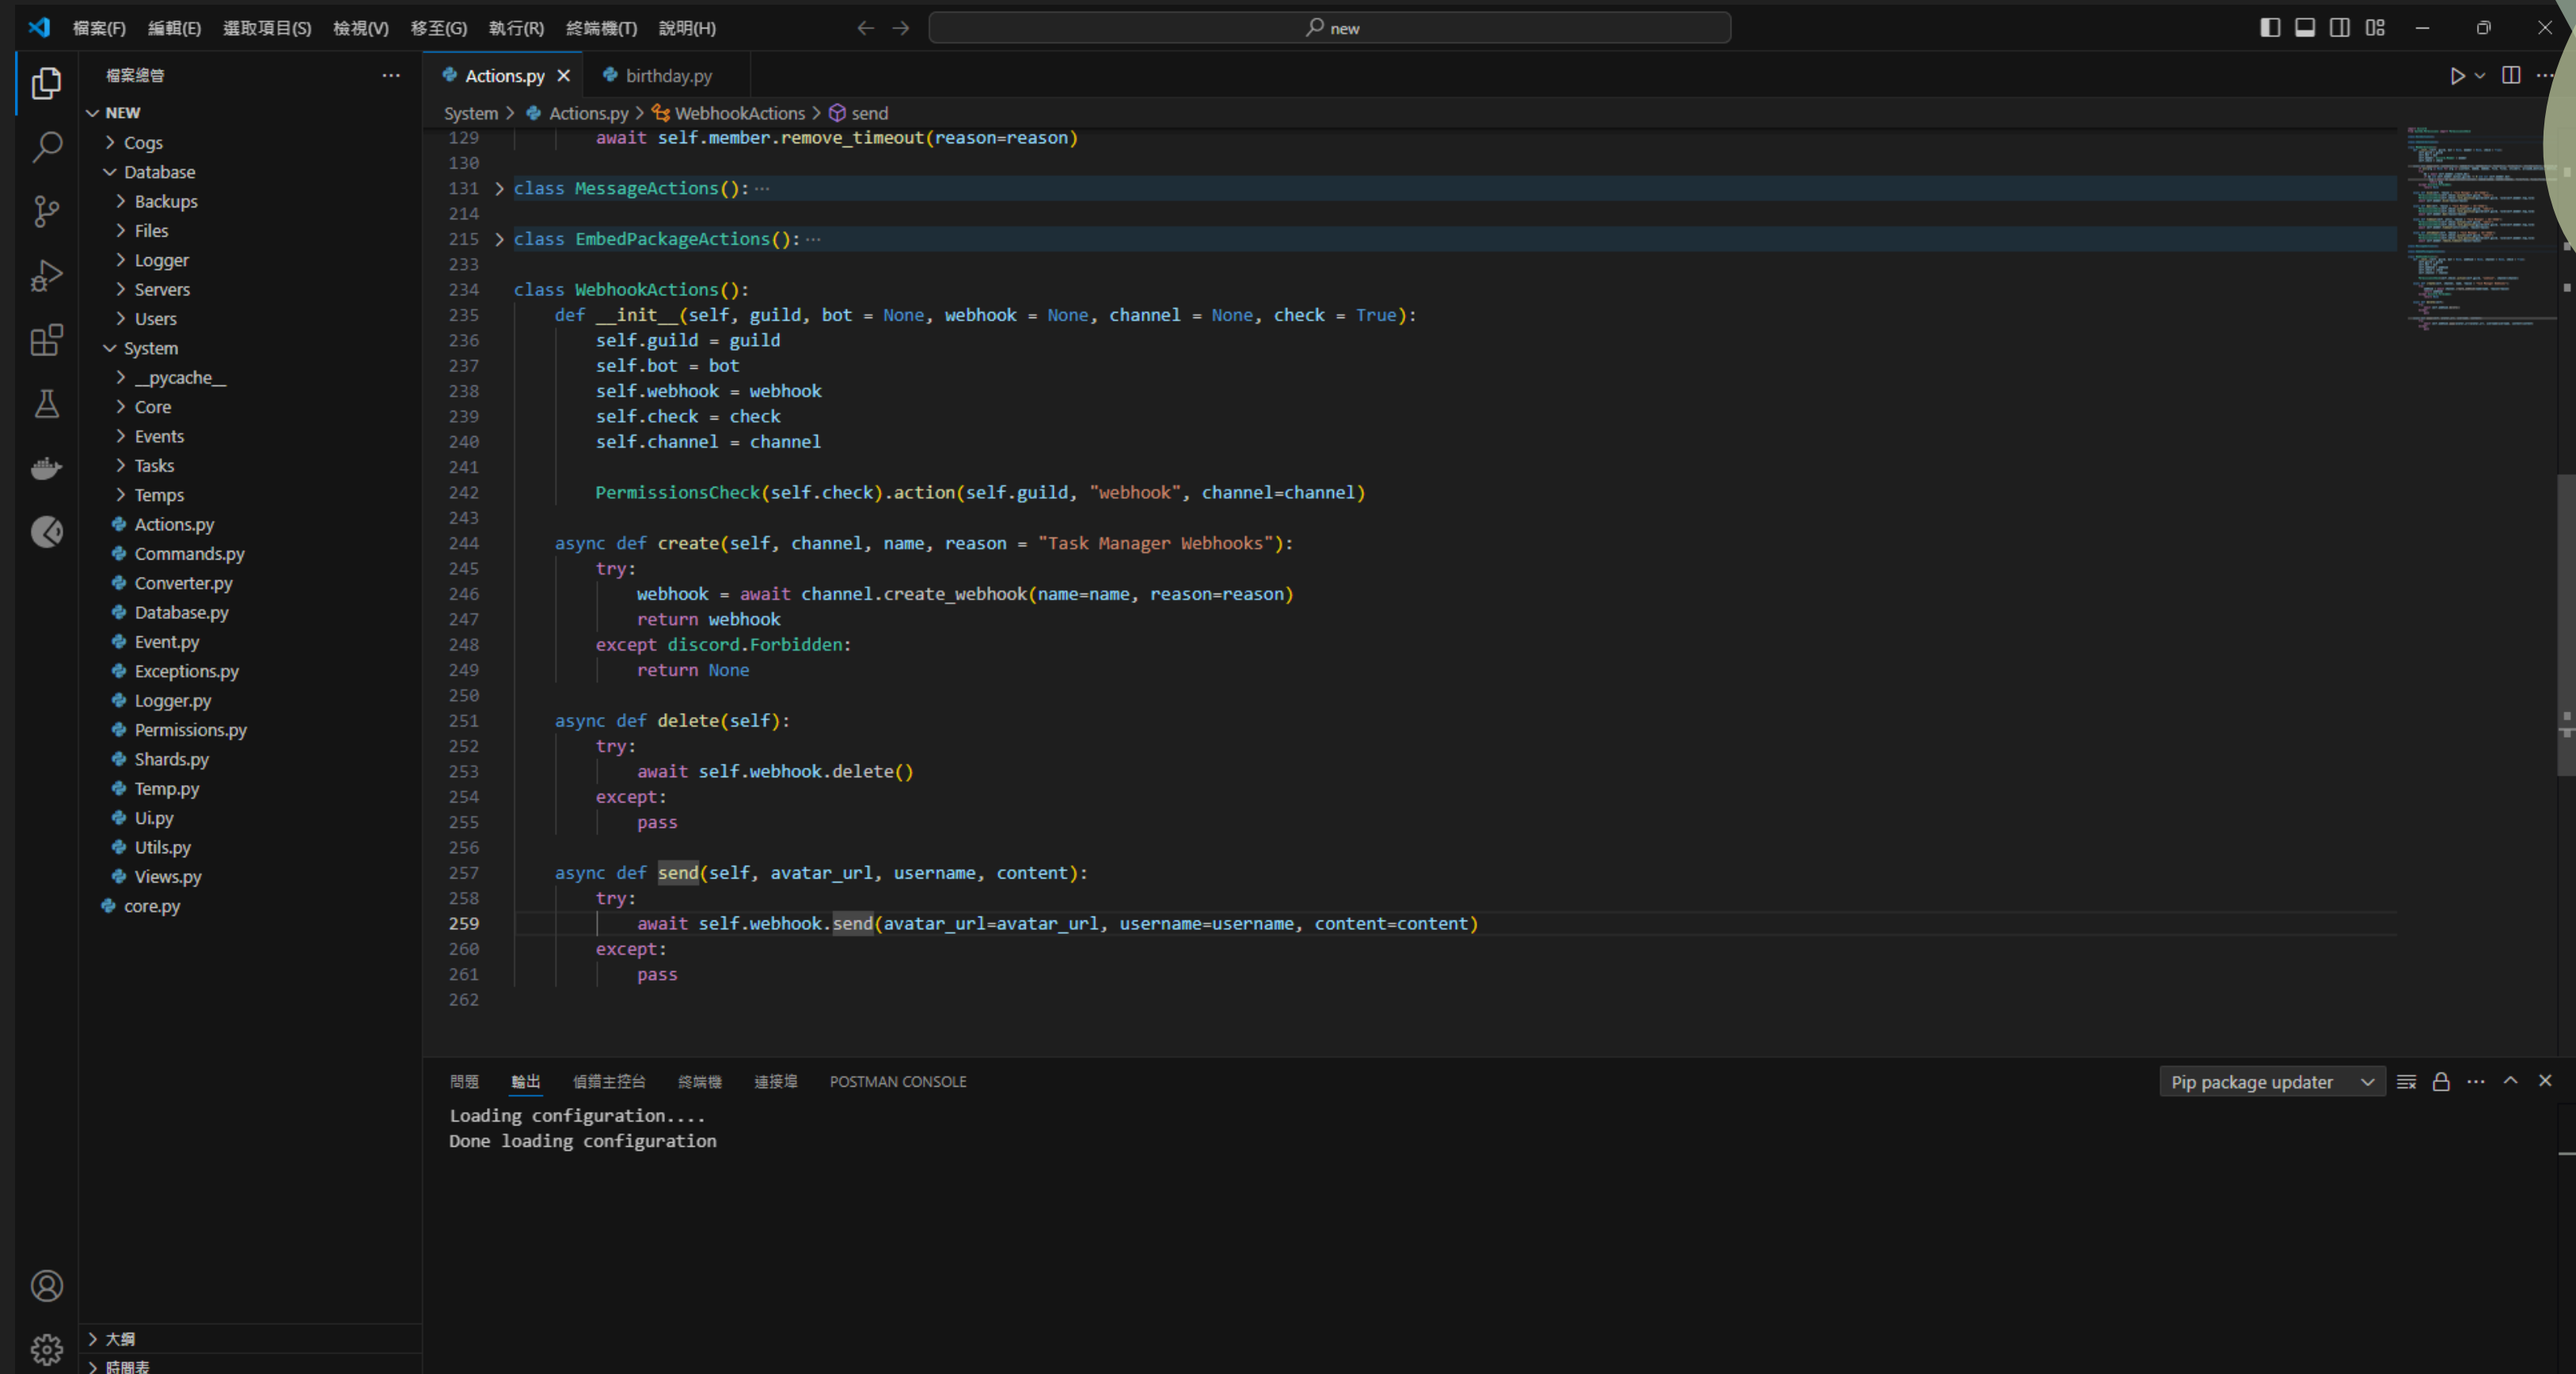 檔案(F) 編輯(E) 選取項目(S) 檢視(V) 移至(G) 執行(R) 終端機(T) 說明(H) new
檔案總管
NEW
Cogs
Database
Backups
Files
Logger
Servers
Users
System
__pycache__
Core
Events
Tasks
Temps
Actions.py
Commands.py
Converter.py
Database.py
Event.py
Exceptions.py
Logger.py
Permissions.py
Shards.py
Temp.py
Ui.py
Utils.py
Views.py
core.py
大綱
時間表
Actions.py birthday.py
System > Actions.py > WebhookActions > send
129 await self.member.remove_timeout(reason=reason)
130
131 class MessageActions():
214
215 class EmbedPackageActions():
233
234 class WebhookActions():
235 def __init__(self, guild, bot = None, webhook = None, channel = None, check = True):
236 self.guild = guild
237 self.bot = bot
238 self.webhook = webhook
239 self.check = check
240 self.channel = channel
241
242 PermissionsCheck(self.check).action(self.guild, "webhook", channel=channel)
243
244 async def create(self, channel, name, reason = "Task Manager Webhooks"):
245 try:
246 webhook = await channel.create_webhook(name=name, reason=reason)
247 return webhook
248 except discord.Forbidden:
249 return None
250
251 async def delete(self):
252 try:
253 await self.webhook.delete()
254 except:
255 pass
256
257 async def send(self, avatar_url, username, content):
258 try:
259 await self.webhook.send(avatar_url=avatar_url, username=username, content=content)
260 except:
261 pass
262
問題 輸出 偵錯主控台 終端機 連接埠 POSTMAN CONSOLE Pip package updater
Loading configuration....
Done loading configuration